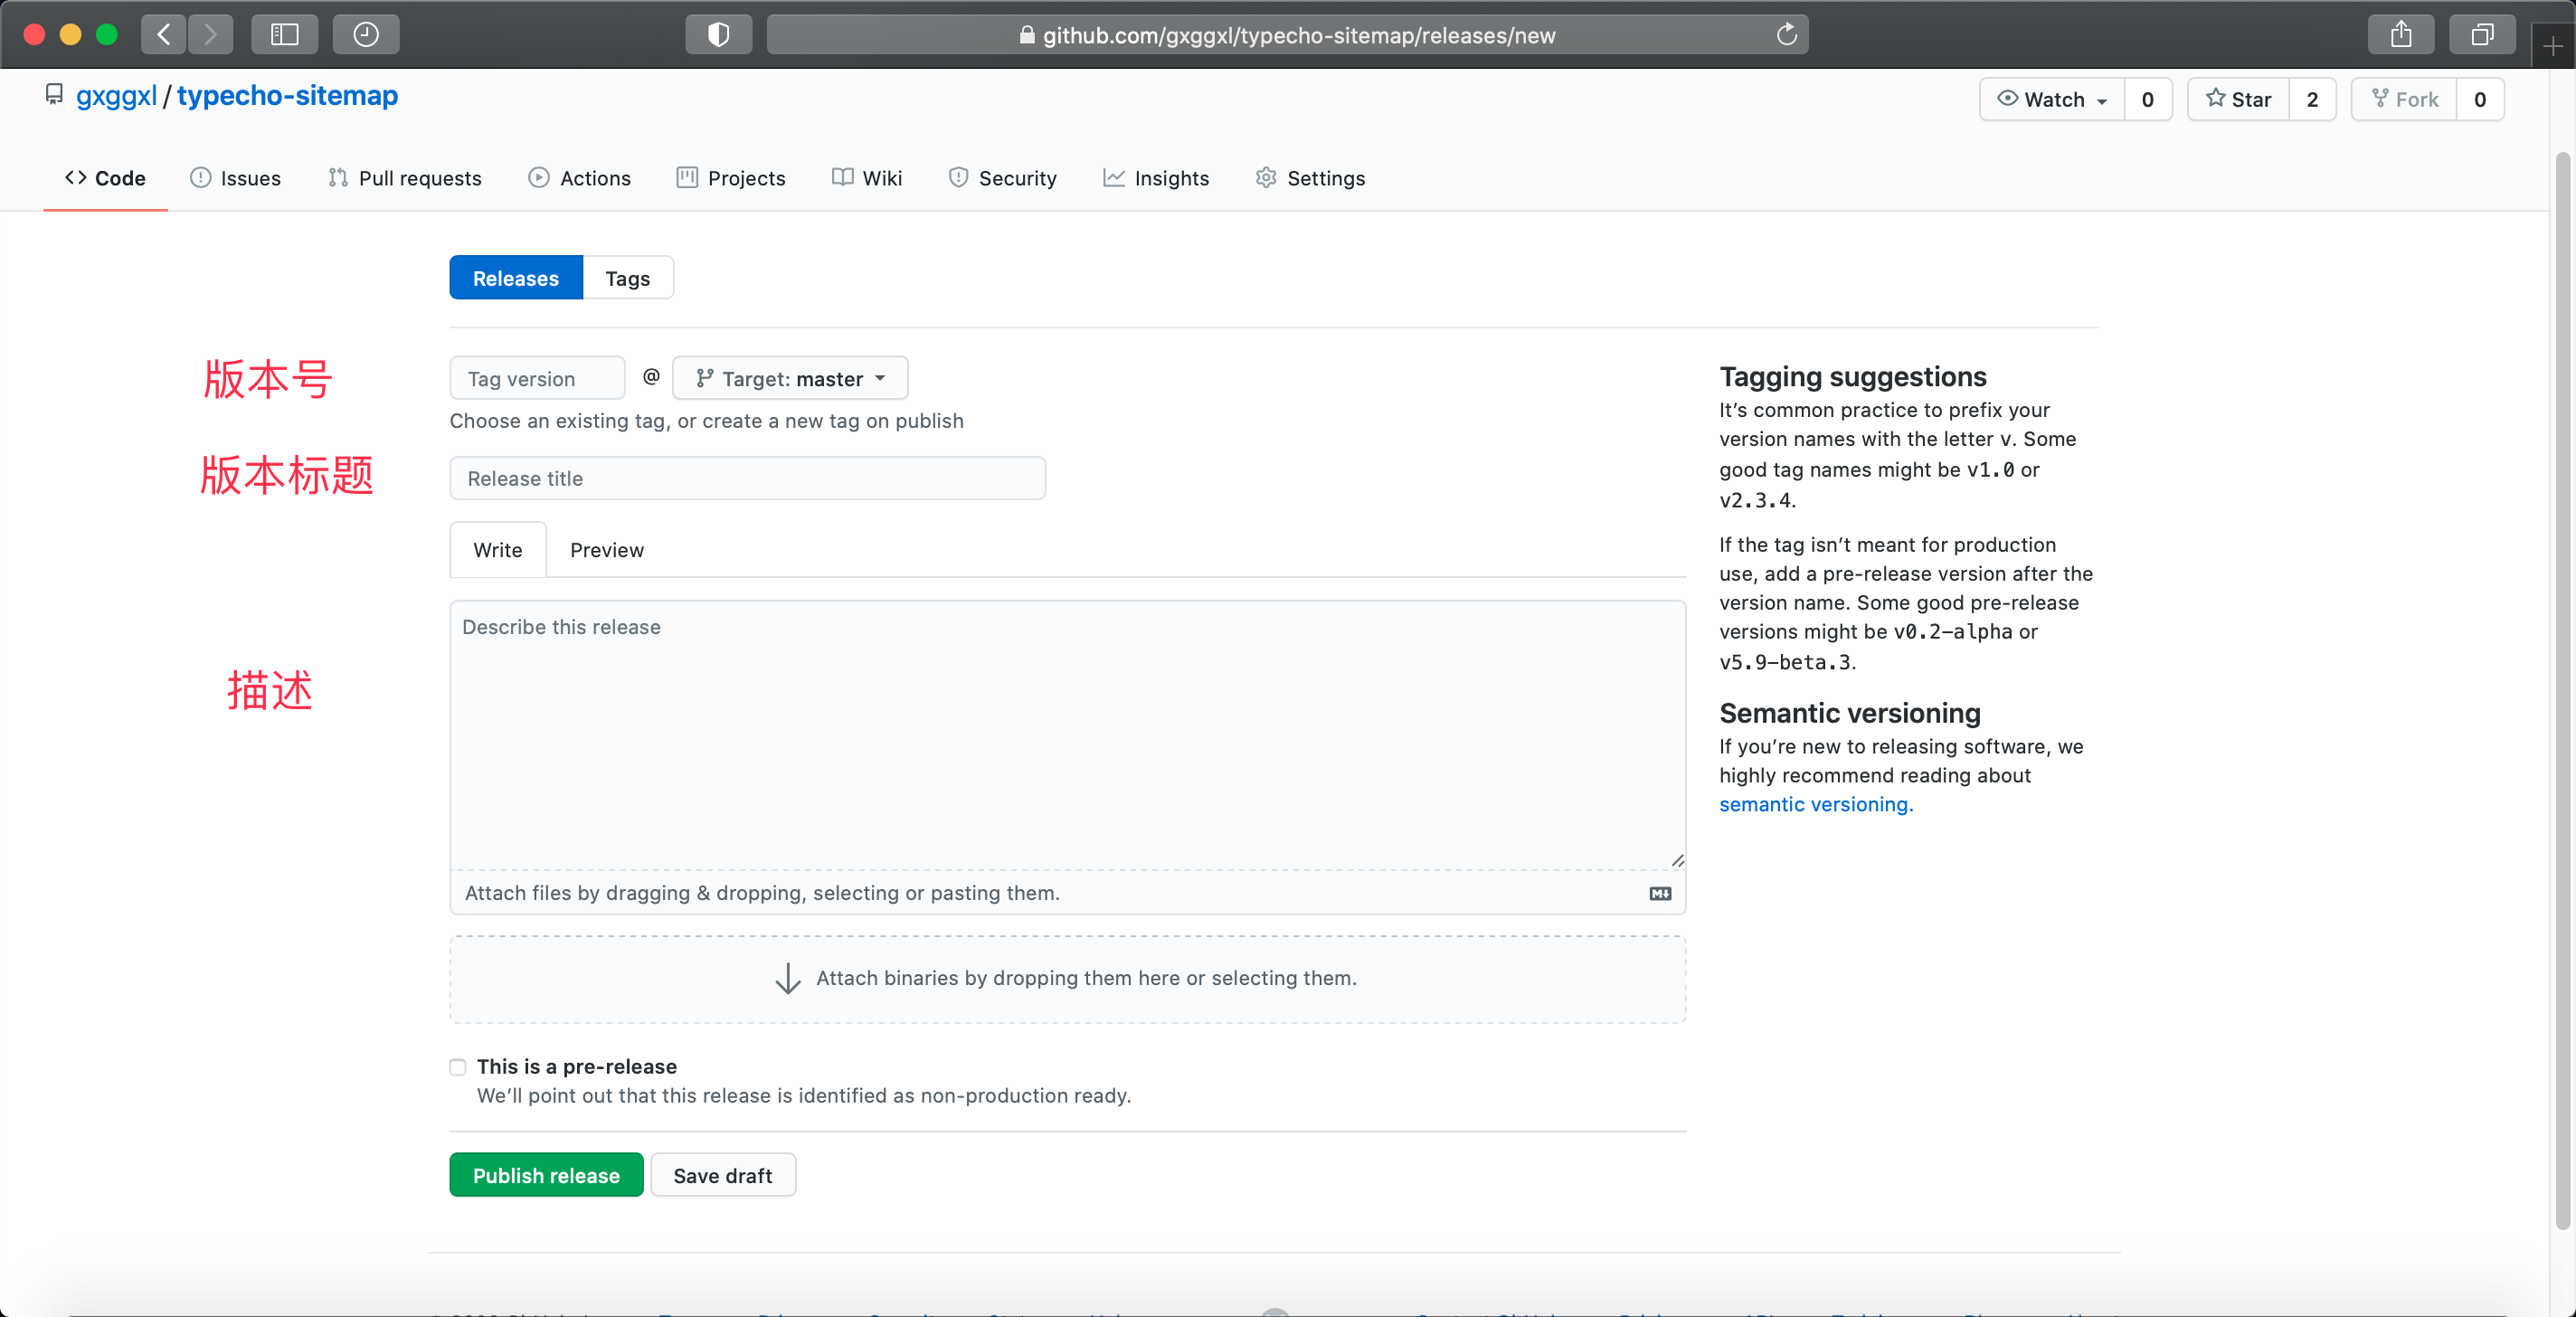 github.com/gxggxl/typecho-sitemap/releases/new
gxggxl / typecho-sitemap
Watch 0 Star 2 Fork 0
Code Issues Pull requests Actions Projects Wiki Security Insights Settings
Releases Tags
版本号
Tag version @ Target: master
Choose an existing tag, or create a new tag on publish
版本标题
Release title
Write Preview
Describe this release
描述
Attach files by dragging & dropping, selecting or pasting them.
Attach binaries by dropping them here or selecting them.
This is a pre-release
We’ll point out that this release is identified as non-production ready.
Publish release Save draft
Tagging suggestions
It’s common practice to prefix your
version names with the letter v. Some
good tag names might be v1.0 or
v2.3.4.
If the tag isn’t meant for production
use, add a pre-release version after the
version name. Some good pre-release
versions might be v0.2-alpha or
v5.9-beta.3.
Semantic versioning
If you’re new to releasing software, we
highly recommend reading about
semantic versioning.